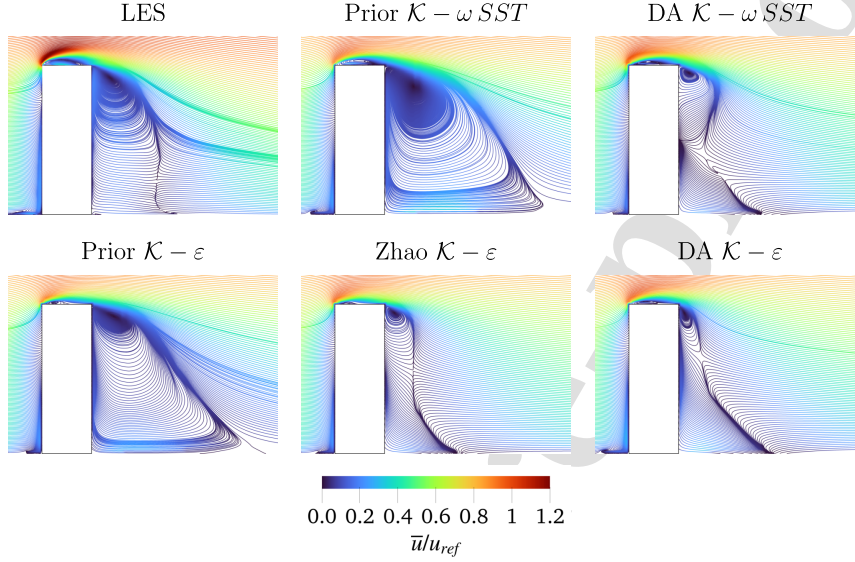 LES
Prior 𝒦 − ω SST
DA 𝒦 − ω SST
Prior 𝒦 − ε
Zhao 𝒦 − ε
DA 𝒦 − ε
0.0 0.2 0.4 0.6 0.8 1 1.2
u̅/u_ref